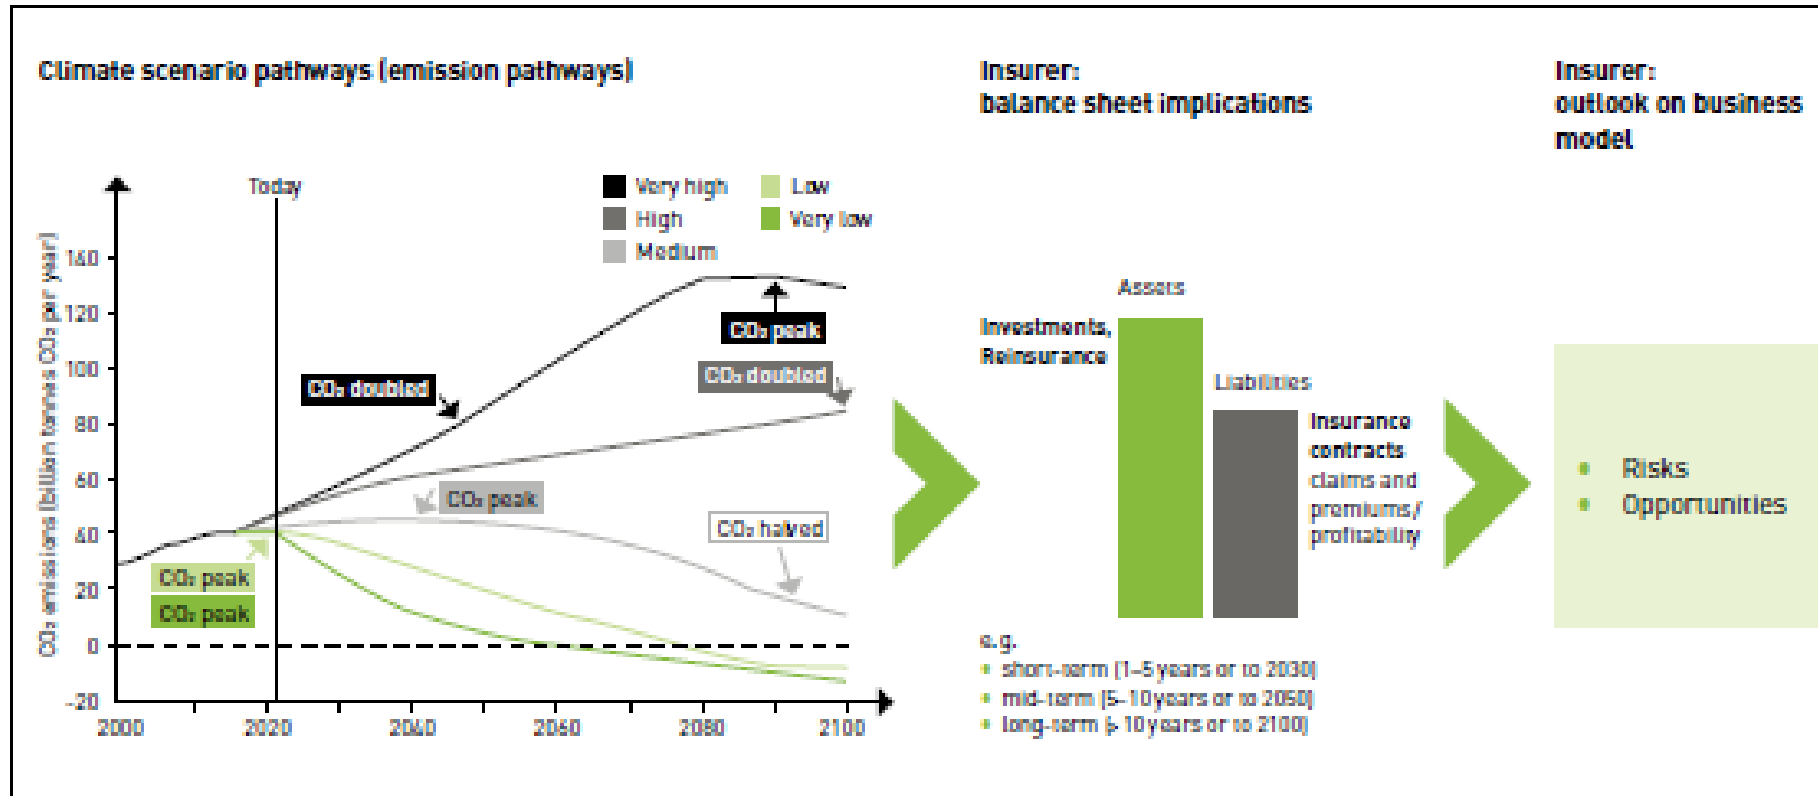 Climate scenario pathways (emission pathways)
Today
Very high
High
Medium
Low
Very low
CO₂ emissions (billion tonnes CO₂ per year)
140
120
100
80
60
40
20
0
-20
2000
2020
2040
2060
2080
2100
CO₂ doubled
CO₂ peak
CO₂ doubled
CO₂ peak
CO₂ halved
CO₂ peak
CO₂ peak
Insurer:
balance sheet implications
Assets
Investments,
Reinsurance
Liabilities
Insurance
contracts
claims and
premiums/
profitability
e.g.
• short-term (1–5 years or to 2030)
• mid-term (5–10 years or to 2050)
• long-term (> 10 years or to 2100)
Insurer:
outlook on business
model
• Risks
• Opportunities